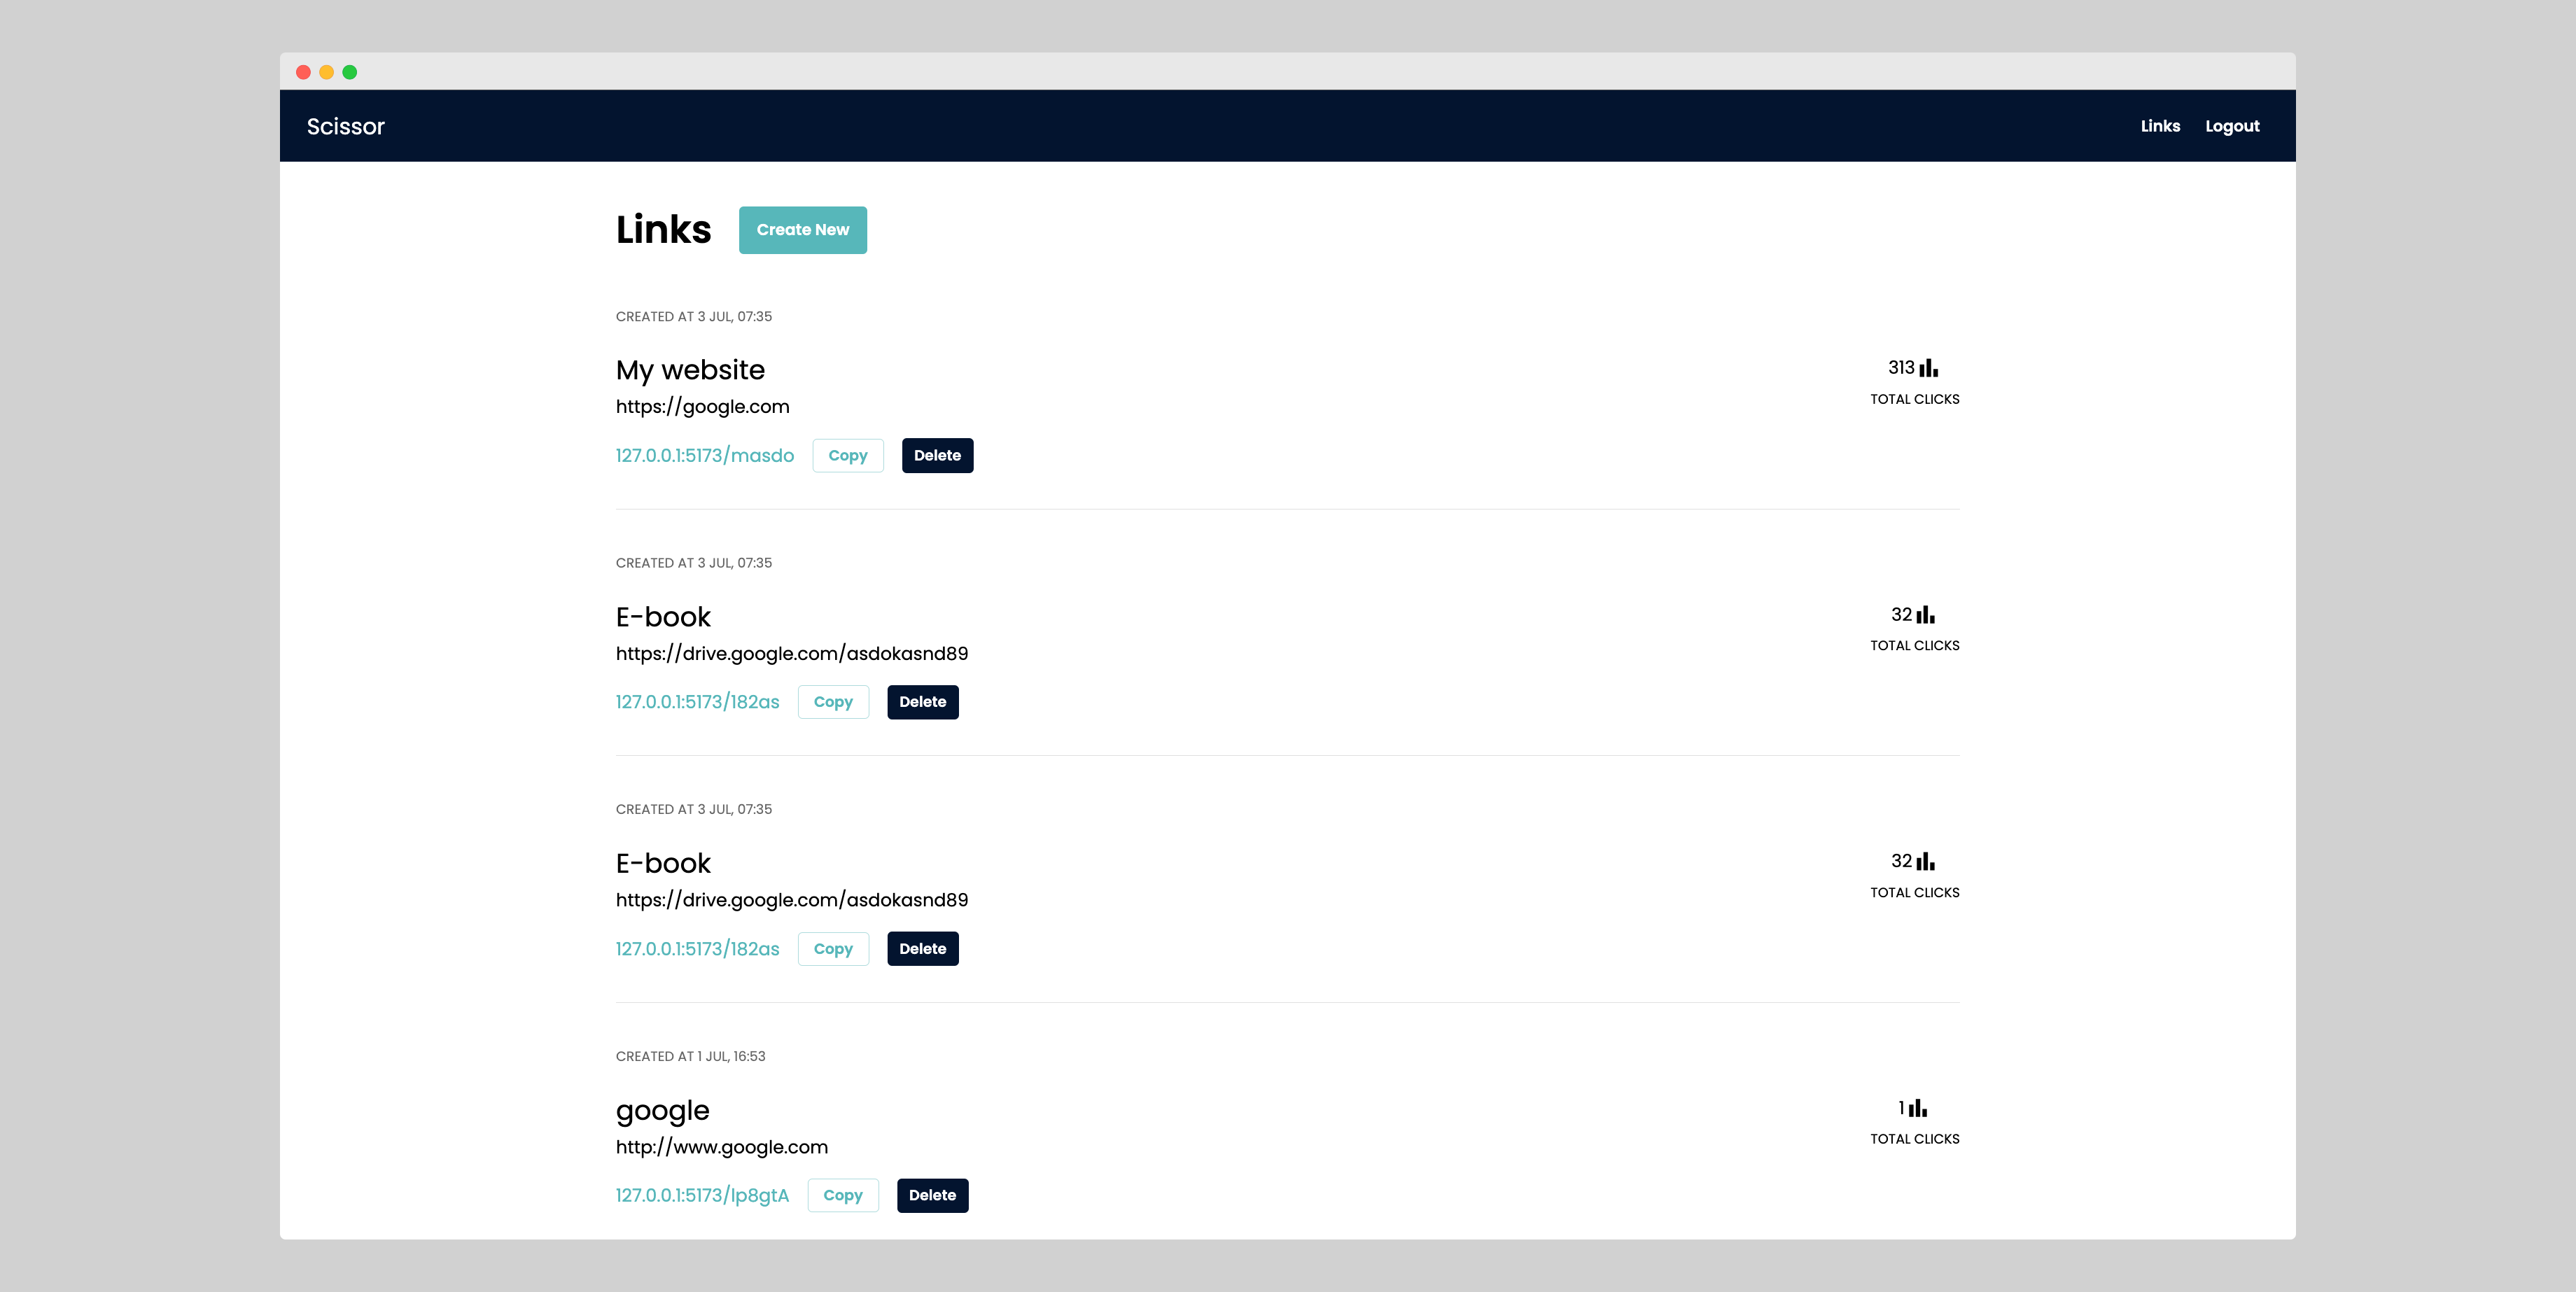 Scissor
Links Logout
Links Create New
CREATED AT 3 JUL, 07:35
My website
313
https://google.com
TOTAL CLICKS
127.0.0.1:5173/masdo Copy Delete
CREATED AT 3 JUL, 07:35
E-book
32
https://drive.google.com/asdokasnd89
TOTAL CLICKS
127.0.0.1:5173/182as Copy Delete
CREATED AT 3 JUL, 07:35
E-book
32
https://drive.google.com/asdokasnd89
TOTAL CLICKS
127.0.0.1:5173/182as Copy Delete
CREATED AT 1 JUL, 16:53
google
1
http://www.google.com
TOTAL CLICKS
127.0.0.1:5173/lp8gtA Copy Delete